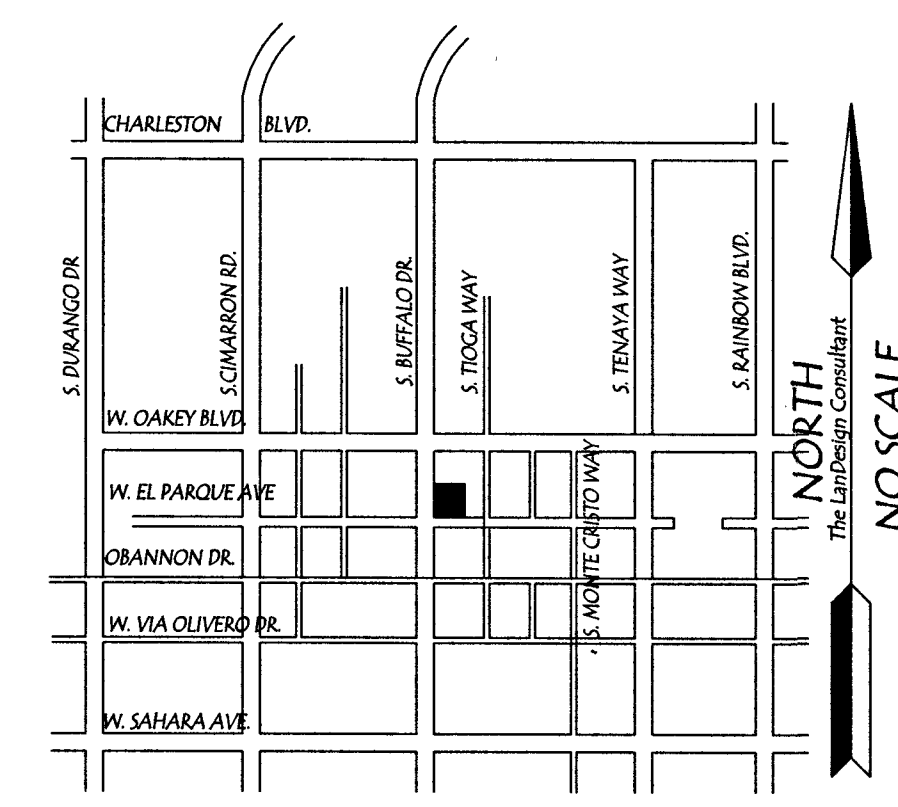 CHARLESTON BLVD.
S. DURANGO DR
S.CIMARRON RD.
S. BUFFALO DR.
S. TIOGA WAY
S. TENAYA WAY
S. RAINBOW BLVD.
W. OAKEY BLVD.
W. EL PARQUE AVE
OBANNON DR.
W. VIA OLIVERO DR.
W. SAHARA AVE.
S. MONTE CRISTO WAY
NORTH
The LanDesign Consultant
NO SCALE